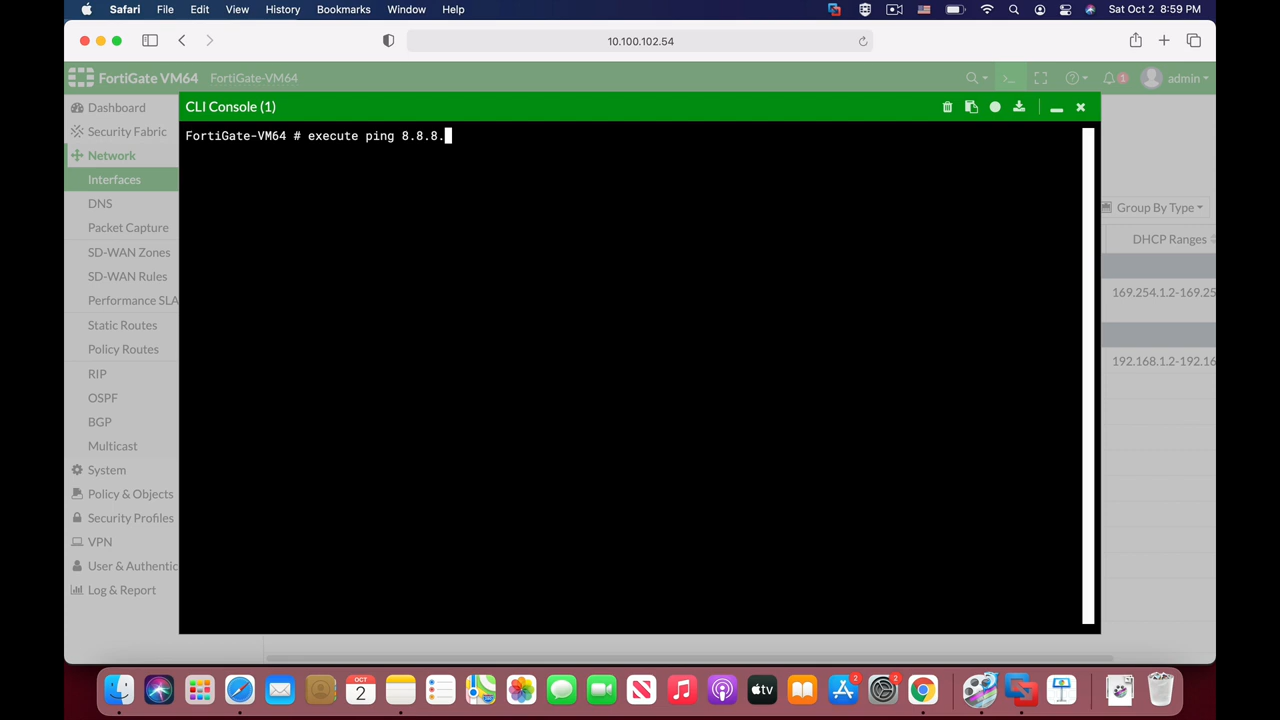 Safari File Edit View History Bookmarks Window Help Sat Oct 2 8:59 PM
10.100.102.54
FortiGate VM64 FortiGate-VM64 >_ 1 admin
Dashboard
CLI Console (1)
Security Fabric
FortiGate-VM64 # execute ping 8.8.8.
Network
Interfaces
DNS
Group By Type
Packet Capture
DHCP Ranges
SD-WAN Zones
SD-WAN Rules
169.254.1.2-169.25
Performance SLA
Static Routes
Policy Routes
192.168.1.2-192.16
RIP
OSPF
BGP
Multicast
System
Policy & Objects
Security Profiles
VPN
User & Authentic
Log & Report
OCT
2
tv
2
2